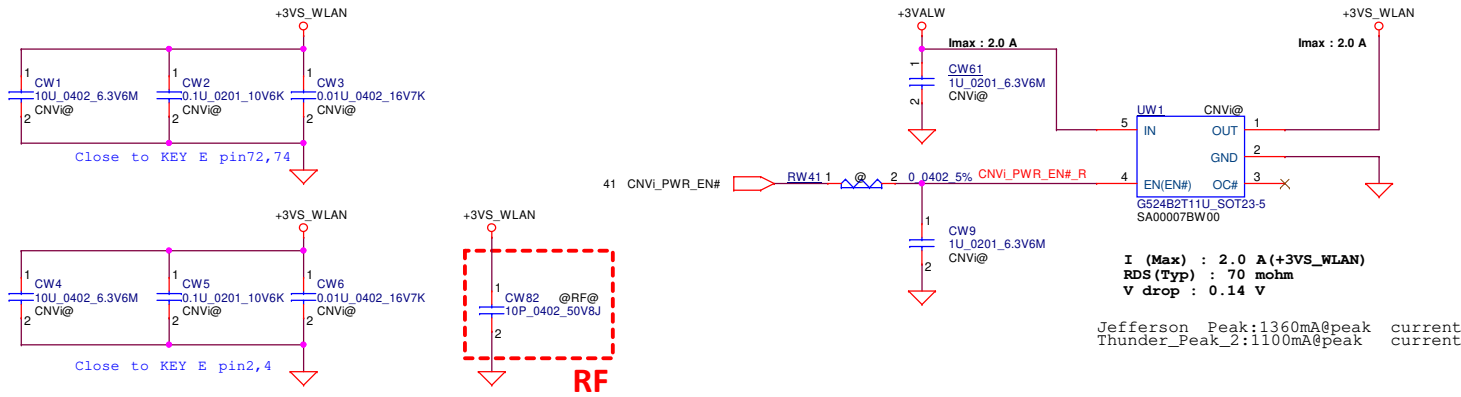 +3VS_WLAN
1
CW1
10U_0402_6.3V6M
CNVi@
2
1
CW2
0.1U_0201_10V6K
CNVi@
2
1
CW3
0.01U_0402_16V7K
CNVi@
2
Close to KEY E pin72,74
+3VS_WLAN
1
CW4
10U_0402_6.3V6M
CNVi@
2
1
CW5
0.1U_0201_10V6K
CNVi@
2
1
CW6
0.01U_0402_16V7K
CNVi@
2
Close to KEY E pin2,4
+3VS_WLAN
1
CW82 @RF@
10P_0402_50V8J
2
RF
+3VALW
Imax : 2.0 A
1
CW61
1U_0201_6.3V6M
CNVi@
2
+3VS_WLAN
Imax : 2.0 A
UW1 CNVi@
5 IN OUT 1
GND 2
4 EN(EN#) OC# 3
G524B2T11U_SOT23-5
SA00007BW00
41 CNVi_PWR_EN# RW41 1 @ 2 0_0402_5% CNVi_PWR_EN#_R
1
CW9
1U_0201_6.3V6M
CNVi@
2
I (Max) : 2.0 A(+3VS_WLAN)
RDS(Typ) : 70 mohm
V drop : 0.14 V
Jefferson Peak:1360mA@peak current
Thunder_Peak_2:1100mA@peak current